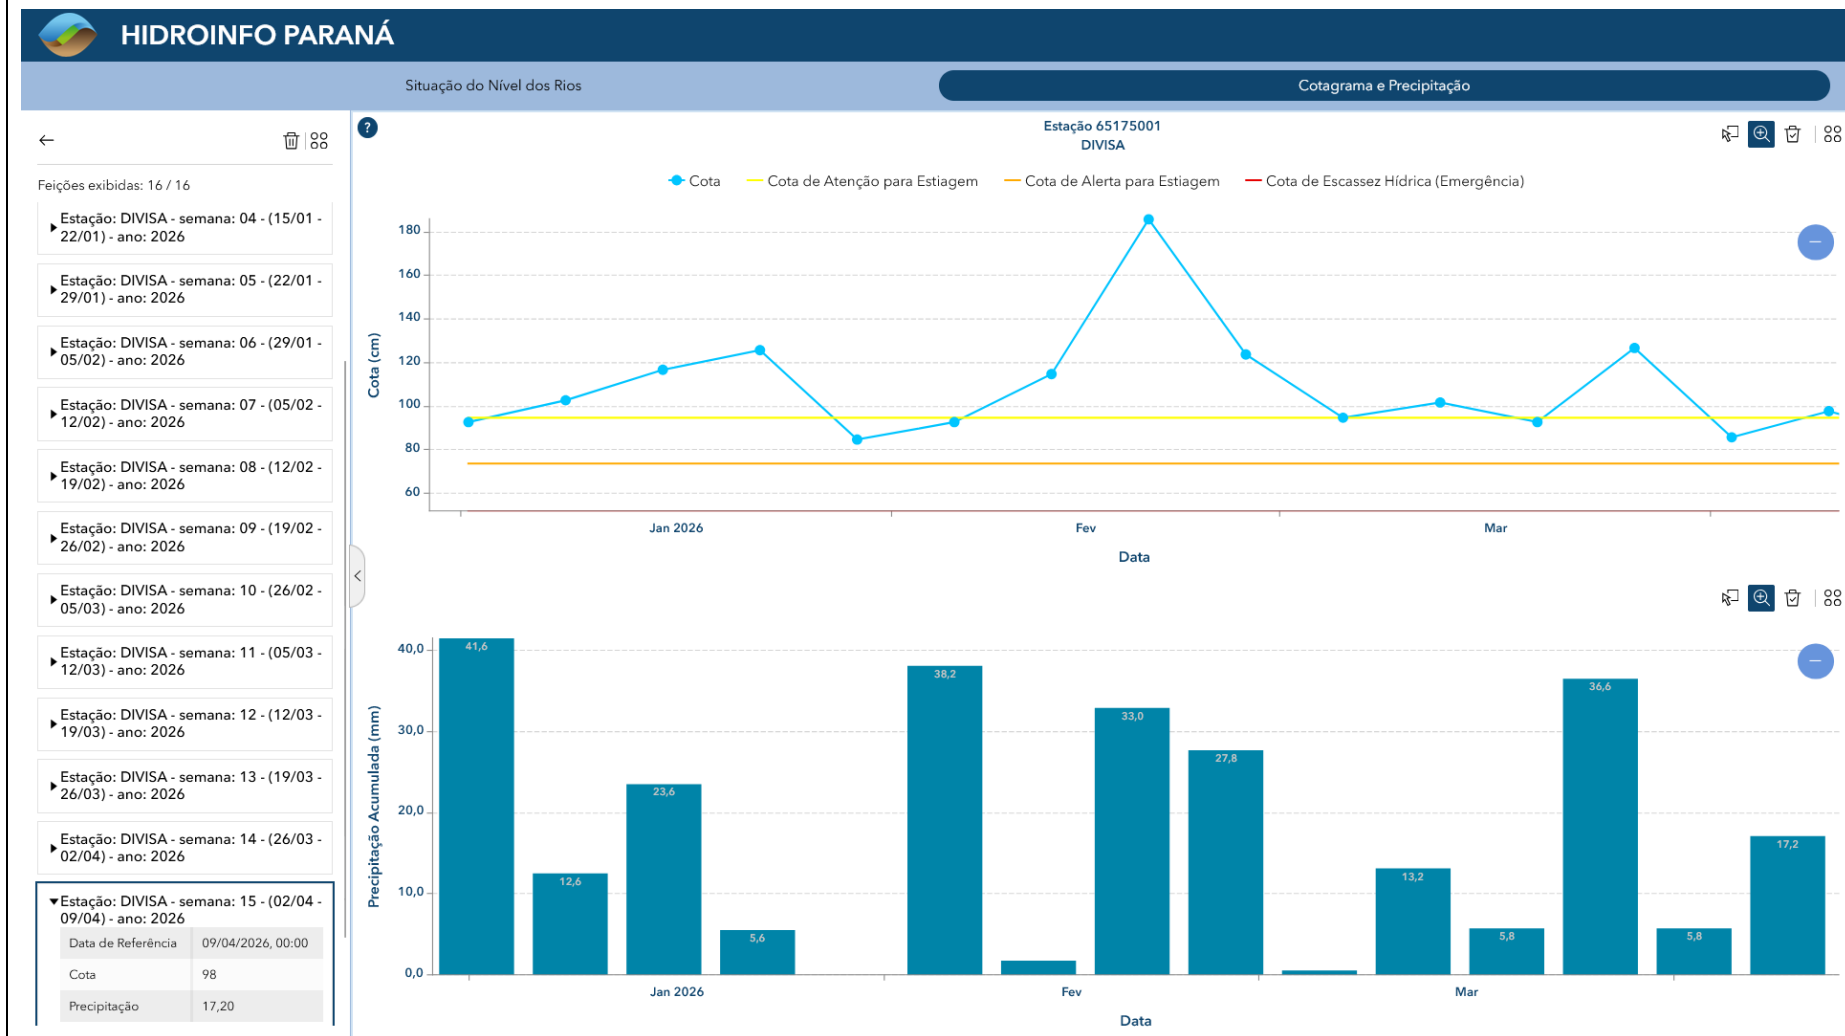 HIDROINFO PARANÁ
Situação do Nível dos Rios
Cotagrama e Precipitação
Feições exibidas: 16 / 16
Estação: DIVISA - semana: 04 - (15/01 -
22/01) - ano: 2026
Estação: DIVISA - semana: 05 - (22/01 -
29/01) - ano: 2026
Estação: DIVISA - semana: 06 - (29/01 -
05/02) - ano: 2026
Estação: DIVISA - semana: 07 - (05/02 -
12/02) - ano: 2026
Estação: DIVISA - semana: 08 - (12/02 -
19/02) - ano: 2026
Estação: DIVISA - semana: 09 - (19/02 -
26/02) - ano: 2026
Estação: DIVISA - semana: 10 - (26/02 -
05/03) - ano: 2026
Estação: DIVISA - semana: 11 - (05/03 -
12/03) - ano: 2026
Estação: DIVISA - semana: 12 - (12/03 -
19/03) - ano: 2026
Estação: DIVISA - semana: 13 - (19/03 -
26/03) - ano: 2026
Estação: DIVISA - semana: 14 - (26/03 -
02/04) - ano: 2026
Estação: DIVISA - semana: 15 - (02/04 -
09/04) - ano: 2026
Data de Referência 09/04/2026, 00:00
Cota 98
Precipitação 17,20
?
Estação 65175001
DIVISA
Cota Cota de Atenção para Estiagem Cota de Alerta para Estiagem Cota de Escassez Hídrica (Emergência)
Cota (cm)
180
160
140
120
100
80
60
Jan 2026 Fev Mar
Data
Precipitação Acumulada (mm)
40,0
30,0
20,0
10,0
0,0
41,6
12,6
23,6
5,6
38,2
33,0
27,8
13,2
5,8
36,6
5,8
17,2
Jan 2026 Fev Mar
Data